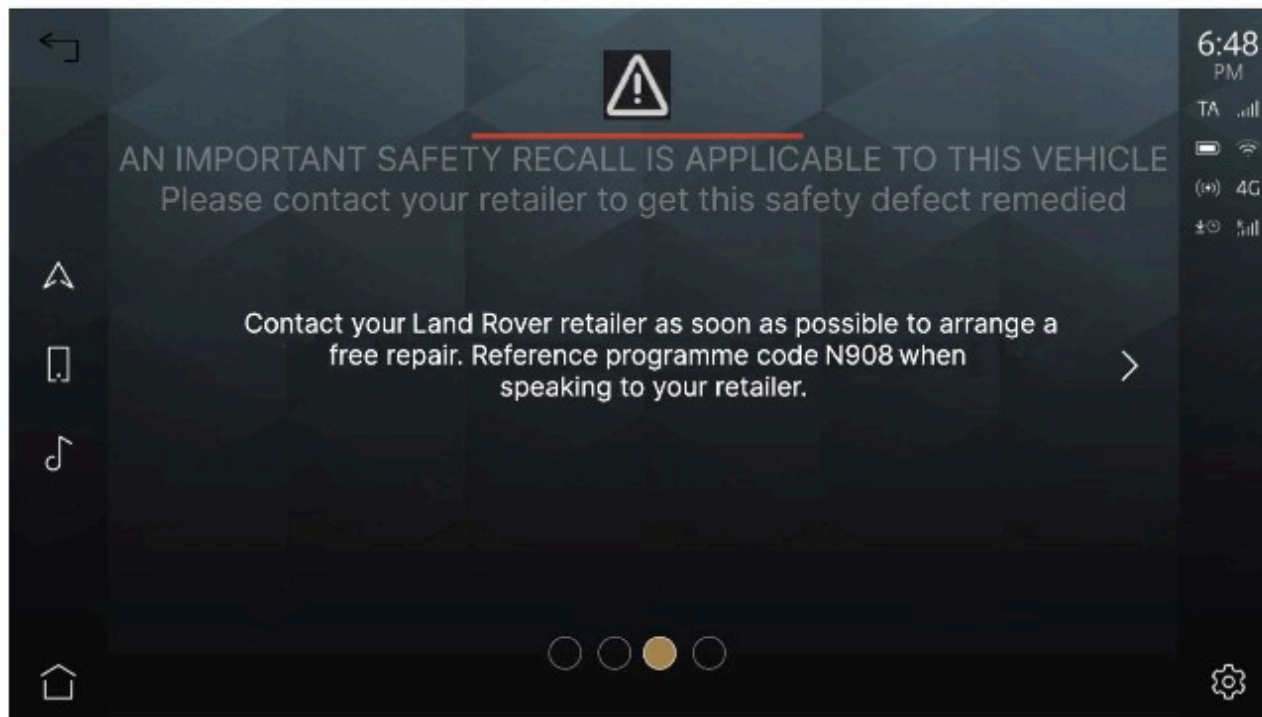 6:48
PM
TA
4G
AN IMPORTANT SAFETY RECALL IS APPLICABLE TO THIS VEHICLE
Please contact your retailer to get this safety defect remedied
Contact your Land Rover retailer as soon as possible to arrange a
free repair. Reference programme code N908 when
speaking to your retailer.